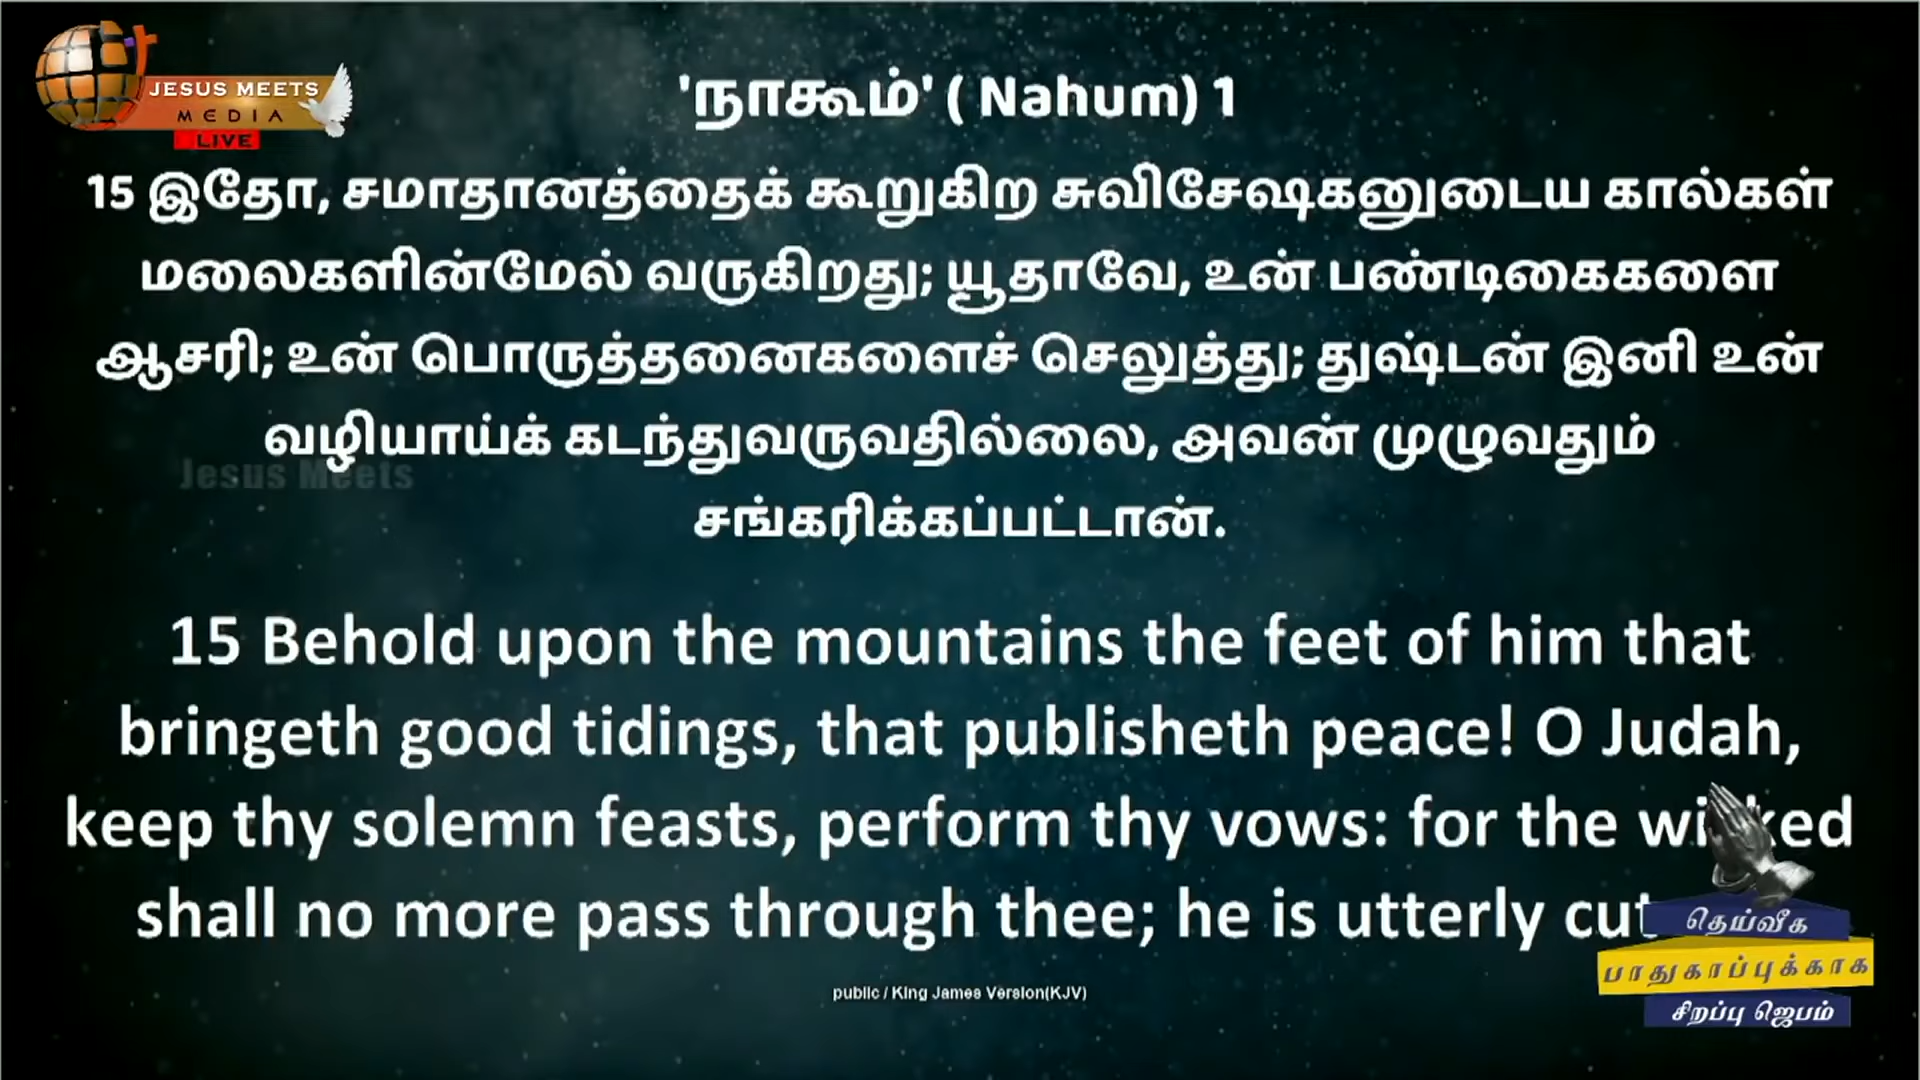 JESUS MEETS
MEDIA
LIVE
'நாகூம்' ( Nahum) 1
15 இதோ, சமாதானத்தைக் கூறுகிற சுவிசேஷகனுடைய கால்கள்
மலைகளின்மேல் வருகிறது; யூதாவே, உன் பண்டிகைகளை
ஆசரி; உன் பொருத்தனைகளைச் செலுத்து; துஷ்டன் இனி உன்
வழியாய்க் கடந்துவருவதில்லை, அவன் முழுவதும்
Jesus Meets
சங்கரிக்கப்பட்டான்.
15 Behold upon the mountains the feet of him that
bringeth good tidings, that publisheth peace! O Judah,
keep thy solemn feasts, perform thy vows: for the wicked
shall no more pass through thee; he is utterly cut
public / King James Version(KJV)
தெய்வீக
பாதுகாப்புக்காக
சிறப்பு ஜெபம்